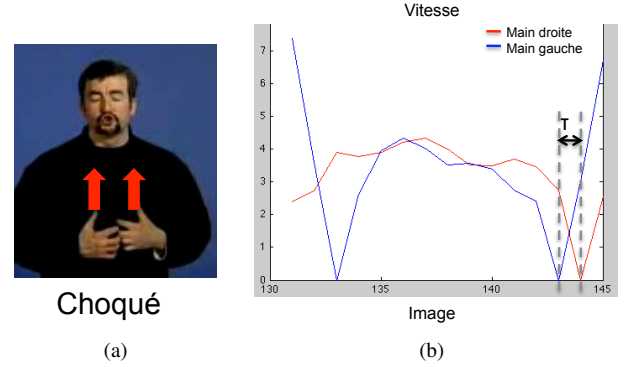 Choqué
(a)
Vitesse
Main droite
Main gauche
7
6
5
4
3
2
1
0
T
130
135
140
145
Image
(b)